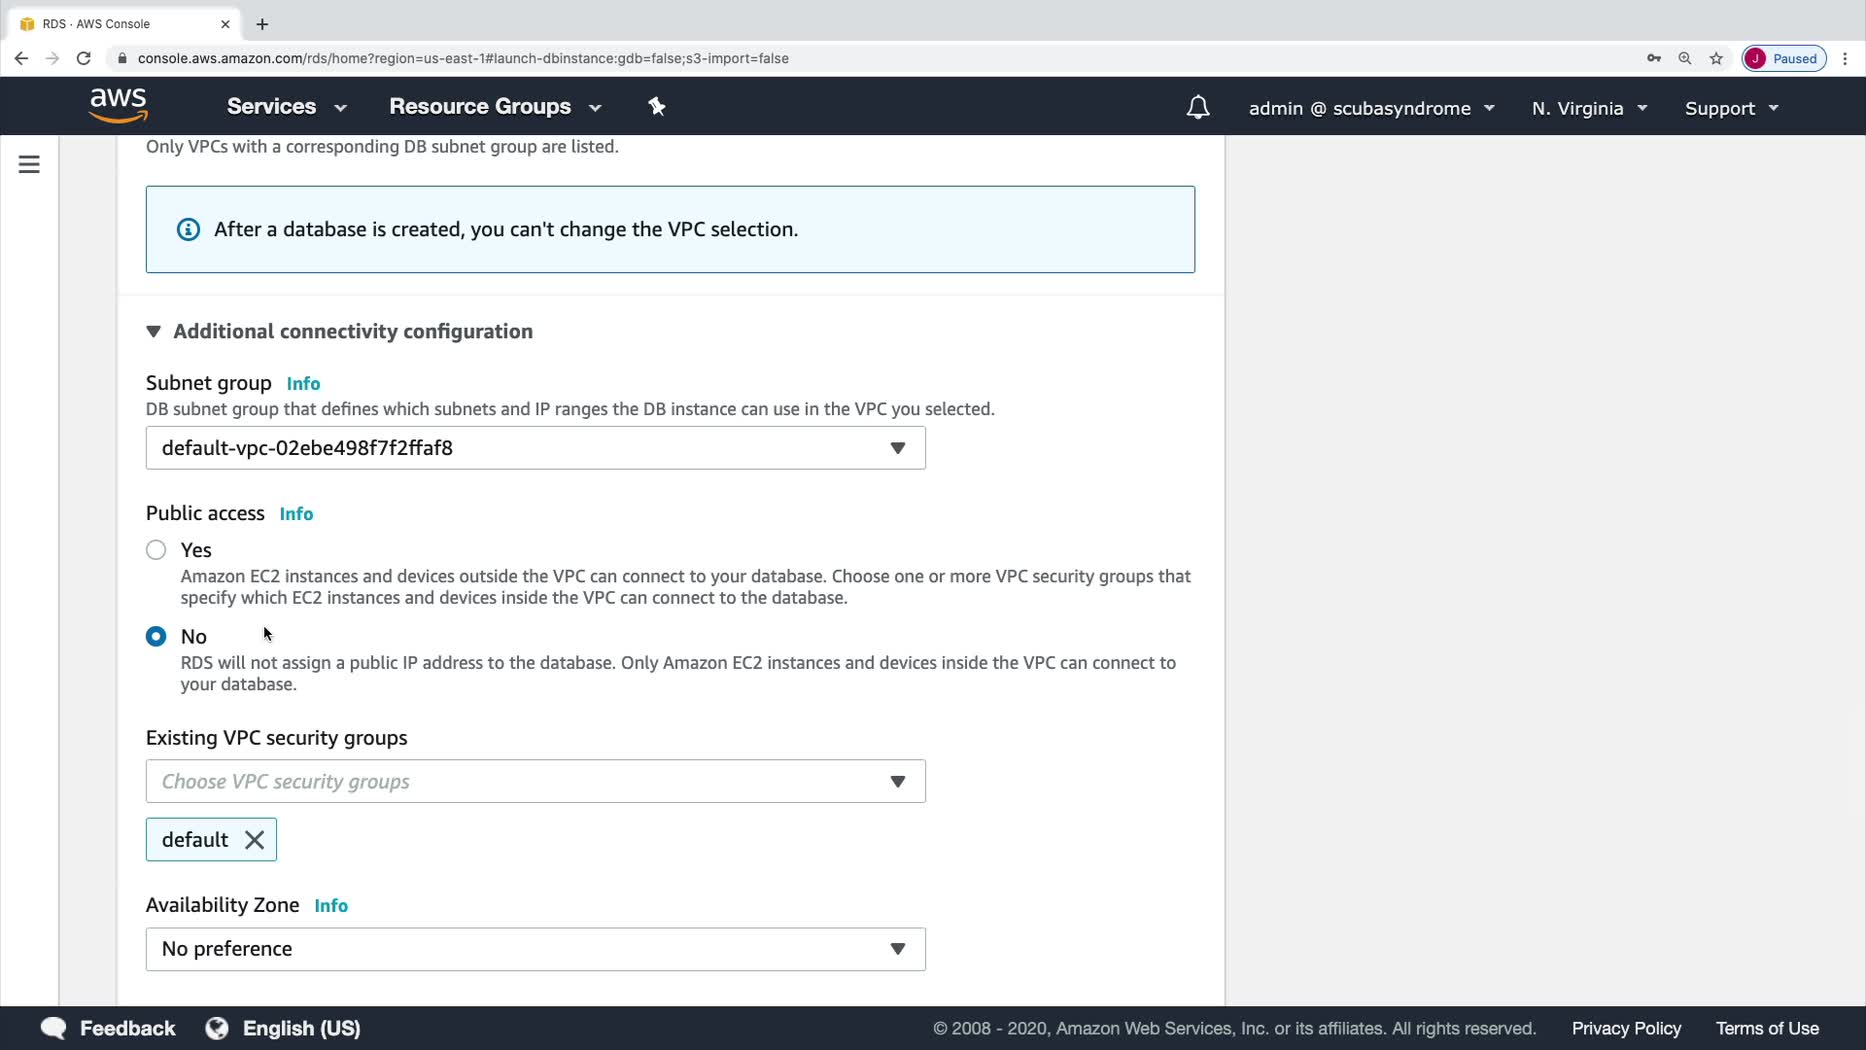 RDS · AWS Console
console.aws.amazon.com/rds/home?region=us-east-1#launch-dbinstance:gdb=false;s3-import=false
J Paused
aws Services Resource Groups admin @ scubasyndrome N. Virginia Support
Only VPCs with a corresponding DB subnet group are listed.
After a database is created, you can't change the VPC selection.
Additional connectivity configuration
Subnet group Info
DB subnet group that defines which subnets and IP ranges the DB instance can use in the VPC you selected.
default-vpc-02ebe498f7f2ffaf8
Public access Info
Yes
Amazon EC2 instances and devices outside the VPC can connect to your database. Choose one or more VPC security groups that
specify which EC2 instances and devices inside the VPC can connect to the database.
No
RDS will not assign a public IP address to the database. Only Amazon EC2 instances and devices inside the VPC can connect to
your database.
Existing VPC security groups
Choose VPC security groups
default
Availability Zone Info
No preference
Feedback English (US) © 2008 - 2020, Amazon Web Services, Inc. or its affiliates. All rights reserved. Privacy Policy Terms of Use